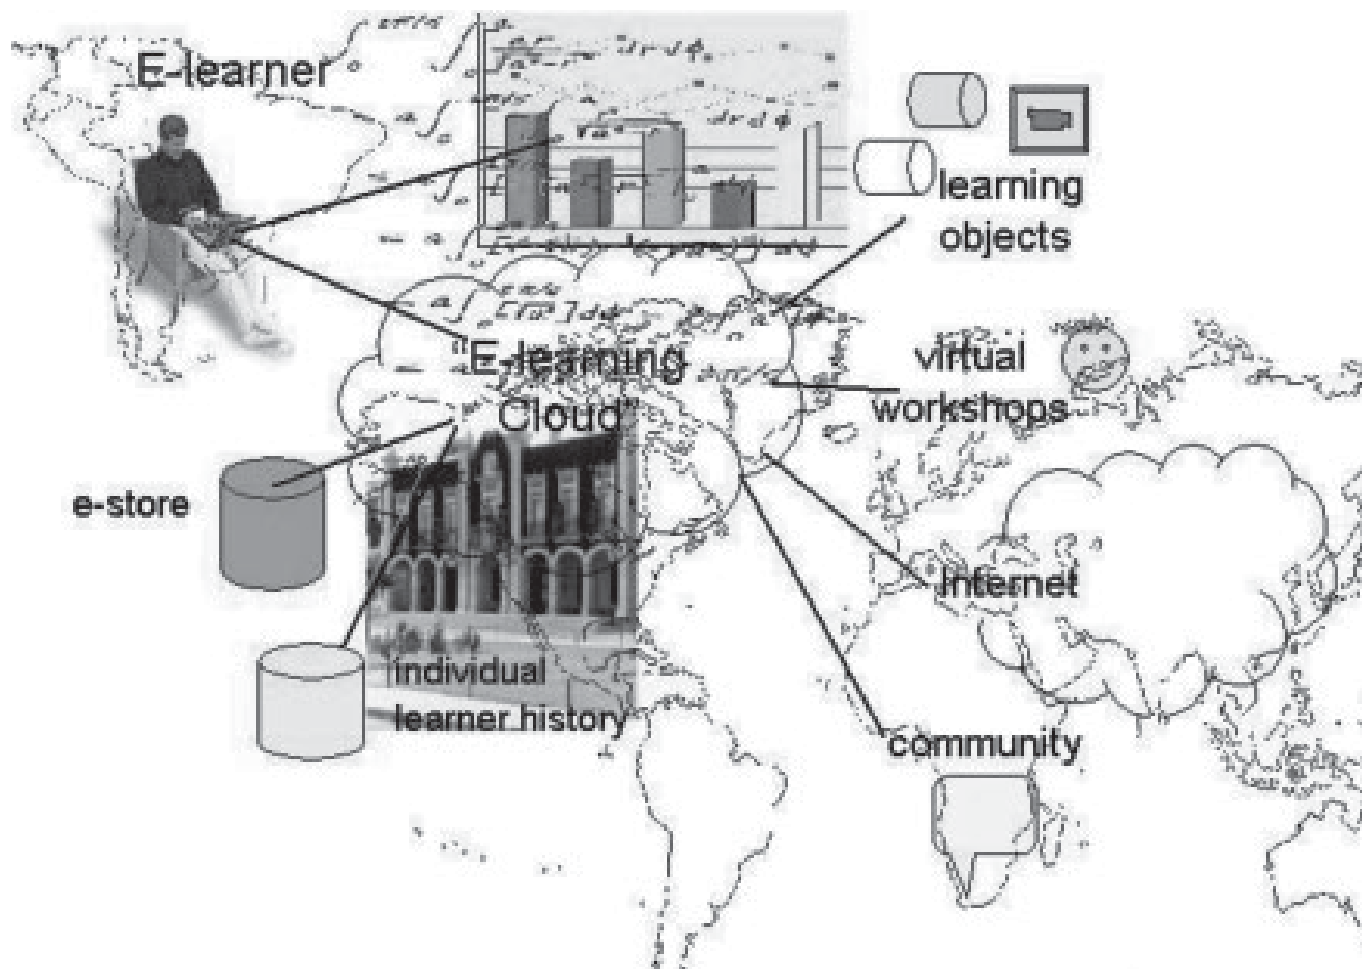 E-learner
learning
objects
"E-learning
Cloud"
virtual
workshops
e-store
Internet
individual
learner history
community